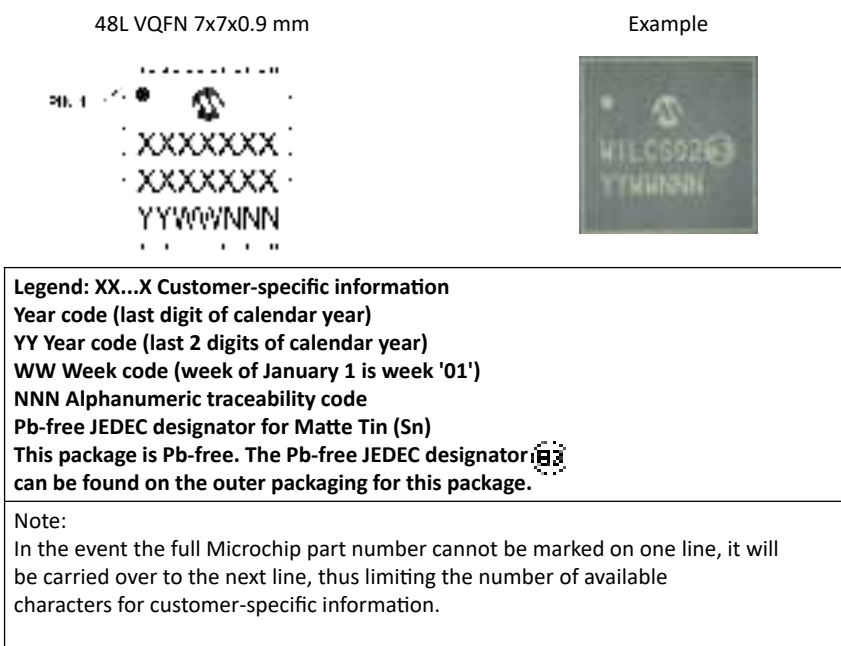 48L VQFN 7x7x0.9 mm
Example
PIN 1
XXXXXXX
XXXXXXX
YYWWNNN
WILCS02 e3
YYWWNNN
Legend: XX...X Customer-specific information
Year code (last digit of calendar year)
YY Year code (last 2 digits of calendar year)
WW Week code (week of January 1 is week '01')
NNN Alphanumeric traceability code
Pb-free JEDEC designator for Matte Tin (Sn)
This package is Pb-free. The Pb-free JEDEC designator e3
can be found on the outer packaging for this package.
Note:
In the event the full Microchip part number cannot be marked on one line, it will
be carried over to the next line, thus limiting the number of available
characters for customer-specific information.